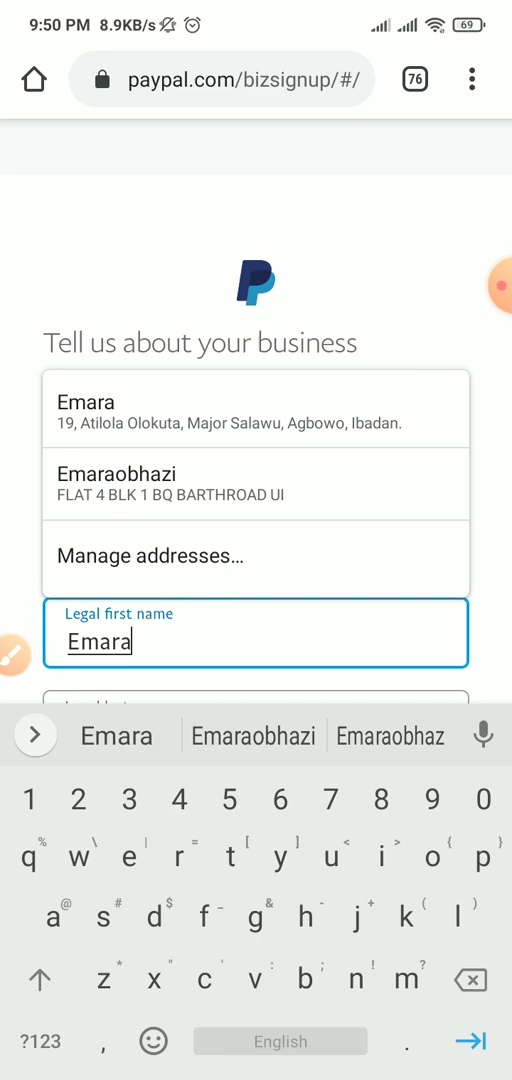 9:50 PM 8.9KB/s 69
paypal.com/bizsignup/#/ 76
Tell us about your business
Emara
19, Atilola Olokuta, Major Salawu, Agbowo, Ibadan.
Emaraobhazi
FLAT 4 BLK 1 BQ BARTHROAD UI
Manage addresses...
Legal first name
Emara
Emara Emaraobhazi Emaraobhaz
1 2 3 4 5 6 7 8 9 0
% \ | = [ ] < > { }
q w e r t y u i o p
@ # $ _ & - + ( )
a s d f g h j k l
* " ' : ; ! ?
z x c v b n m
?123 , English .